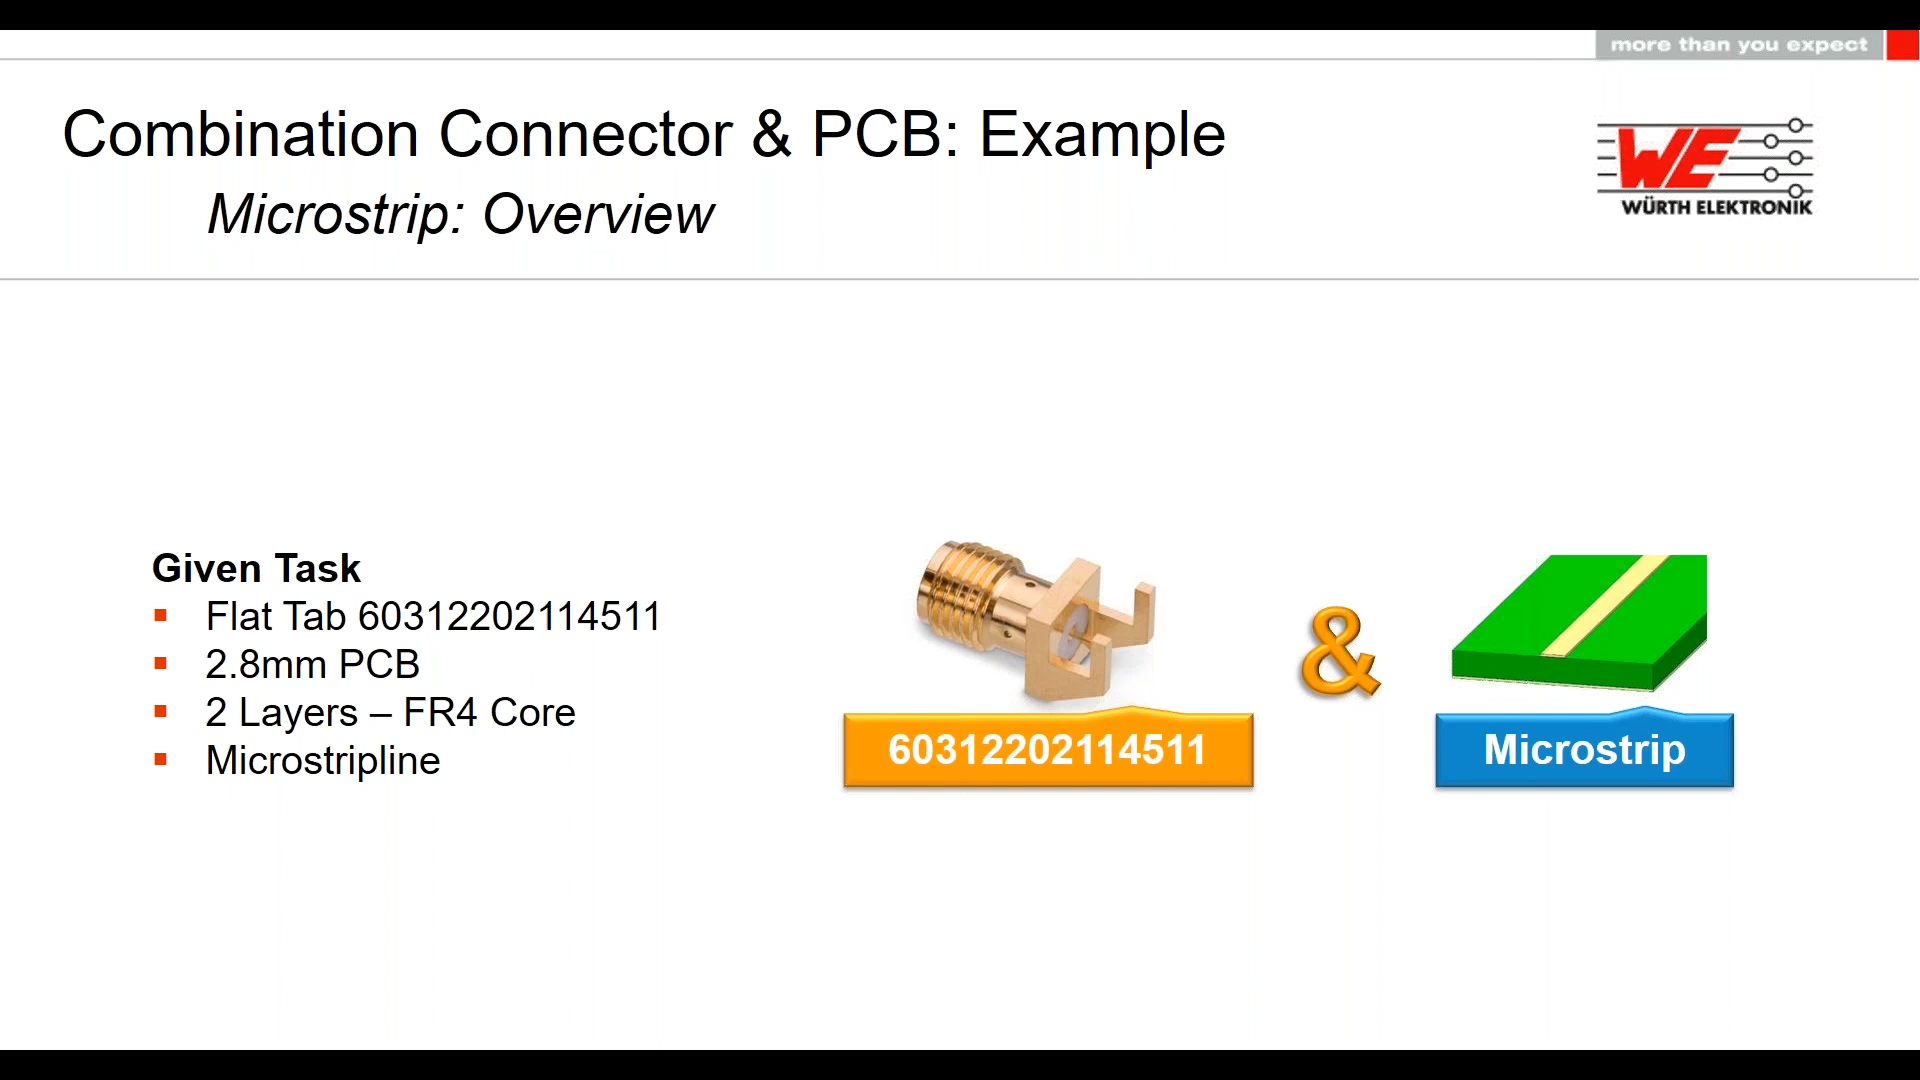 more than you expect
Combination Connector & PCB: Example
Microstrip: Overview
WE
WÜRTH ELEKTRONIK
Given Task
Flat Tab 60312202114511
2.8mm PCB
2 Layers – FR4 Core
Microstripline
&
60312202114511
Microstrip